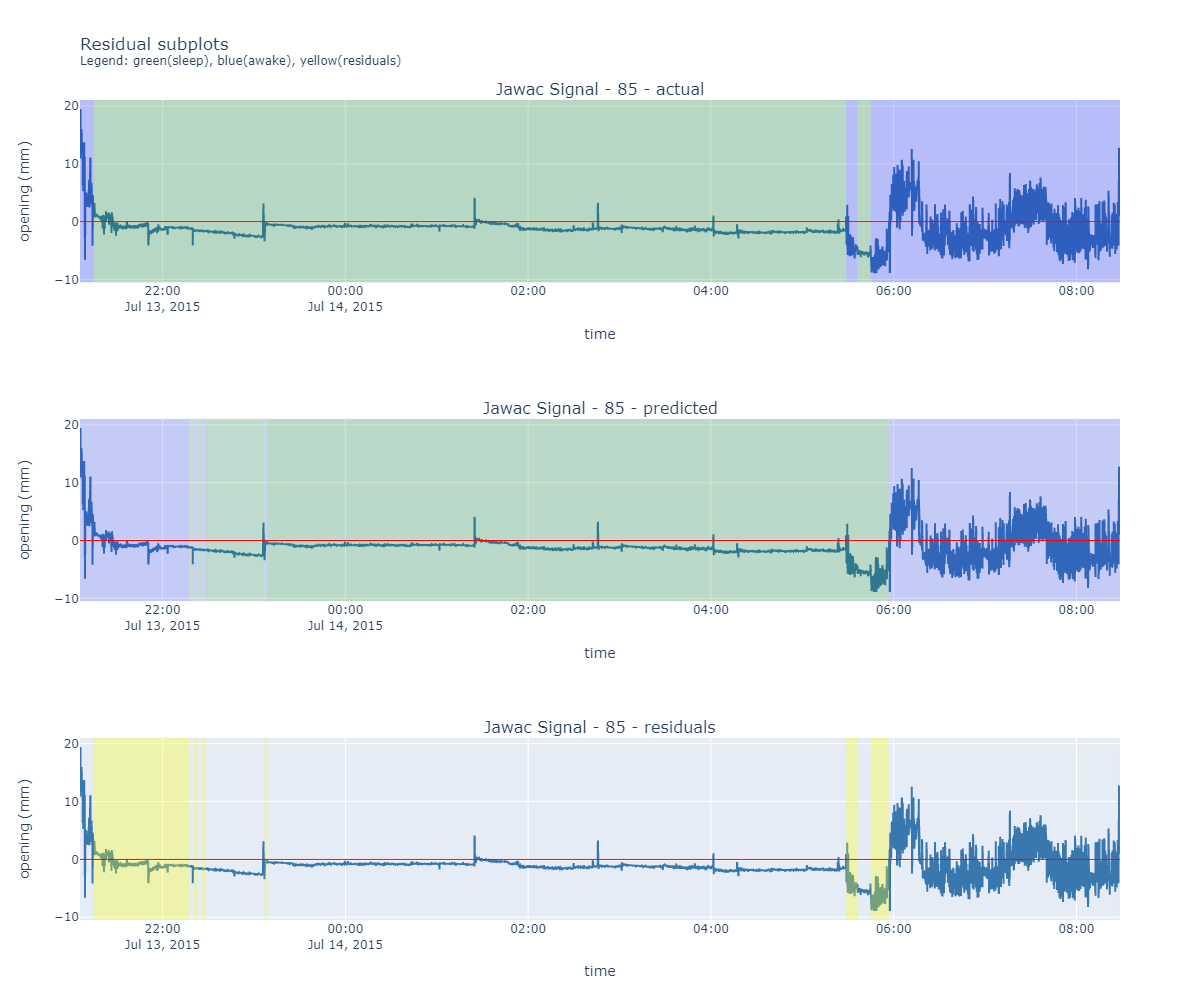 Residual subplots
Legend: green(sleep), blue(awake), yellow(residuals)
Jawac Signal - 85 - actual
20
10
0
−10
opening (mm)
22:00
Jul 13, 2015
00:00
Jul 14, 2015
02:00
04:00
06:00
08:00
time
Jawac Signal - 85 - predicted
20
10
0
−10
opening (mm)
22:00
Jul 13, 2015
00:00
Jul 14, 2015
02:00
04:00
06:00
08:00
time
Jawac Signal - 85 - residuals
20
10
0
−10
opening (mm)
22:00
Jul 13, 2015
00:00
Jul 14, 2015
02:00
04:00
06:00
08:00
time